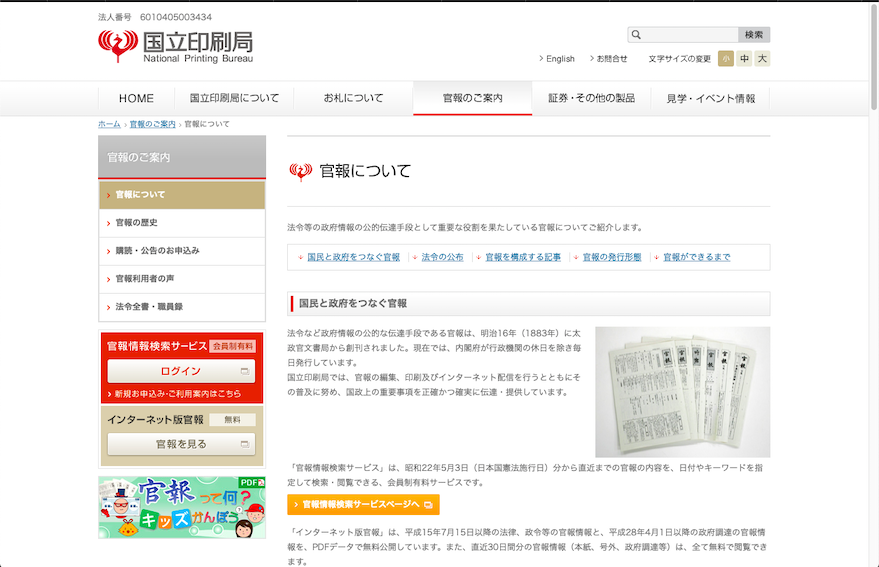 法人番号　6010405003434
国立印刷局
National Printing Bureau
検索
English
お問合せ
文字サイズの変更
小
中
大
HOME
国立印刷局について
お札について
官報のご案内
証券・その他の製品
見学・イベント情報
ホーム › 官報のご案内 › 官報について
官報のご案内
官報について
官報の歴史
購読・公告のお申込み
官報利用者の声
法令全書・職員録
官報情報検索サービス 会員制有料
ログイン
新規お申込み・ご利用案内はこちら
インターネット版官報 無料
官報を見る
PDF
官報って何?
キッズかんぽう
官報について
法令等の政府情報の公的伝達手段として重要な役割を果たしている官報についてご紹介します。
国民と政府をつなぐ官報
法令の公布
官報を構成する記事
官報の発行形態
官報ができるまで
国民と政府をつなぐ官報
法令など政府情報の公的な伝達手段である官報は、明治16年（1883年）に太
政官文書局から創刊されました。現在では、内閣府が行政機関の休日を除き毎
日発行しています。
国立印刷局では、官報の編集、印刷及びインターネット配信を行うとともにそ
の普及に努め、国政上の重要事項を正確かつ確実に伝達・提供しています。
官報
官報
官報
官報
官報
「官報情報検索サービス」は、昭和22年5月3日（日本国憲法施行日）分から直近までの官報の内容を、日付やキーワードを指
定して検索・閲覧できる、会員制有料サービスです。
官報情報検索サービスページへ
「インターネット版官報」は、平成15年7月15日以降の法律、政令等の官報情報と、平成28年4月1日以降の政府調達の官報情
報を、PDFデータで無料公開しています。また、直近30日間分の官報情報（本紙、号外、政府調達等）は、全て無料で閲覧でき
ます。